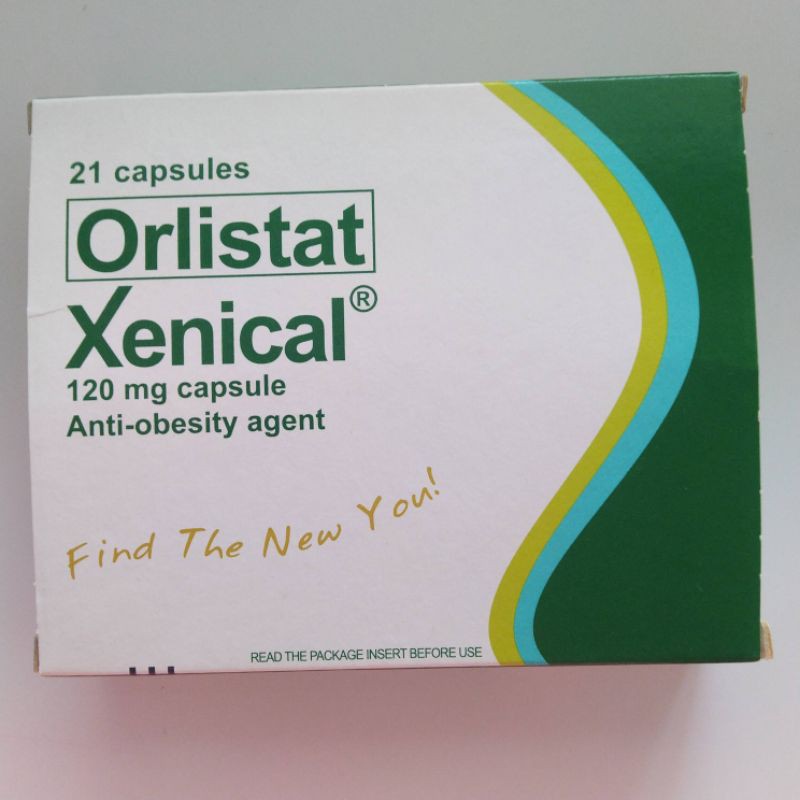 21 capsules
Orlistat
Xenical®
120 mg capsule
Anti-obesity agent
Find The New You!
READ THE PACKAGE INSERT BEFORE USE